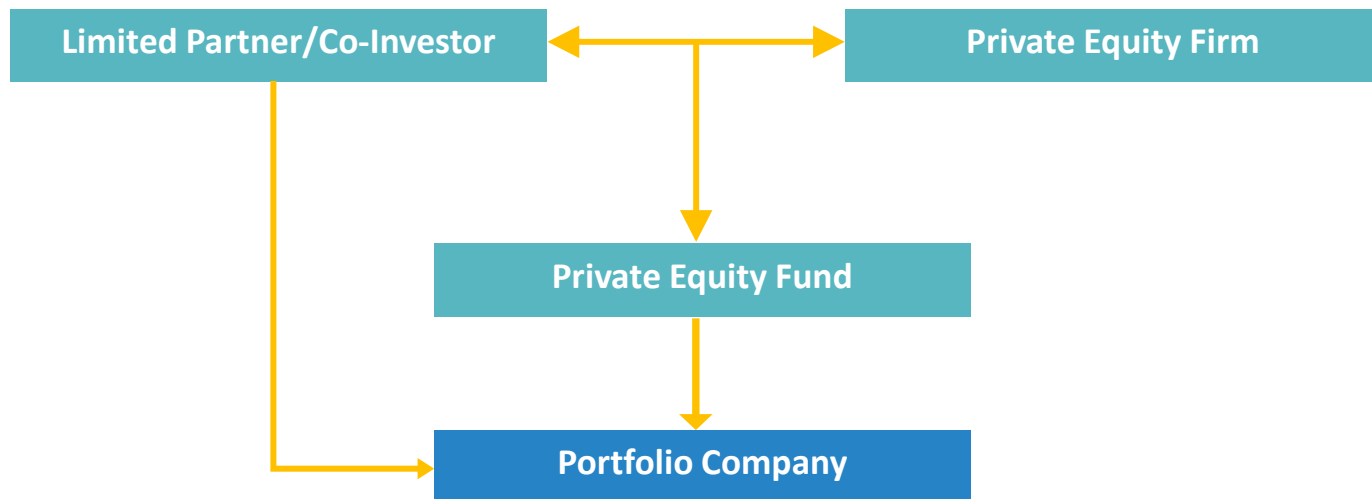 Limited Partner/Co-Investor
Private Equity Firm
Private Equity Fund
Portfolio Company